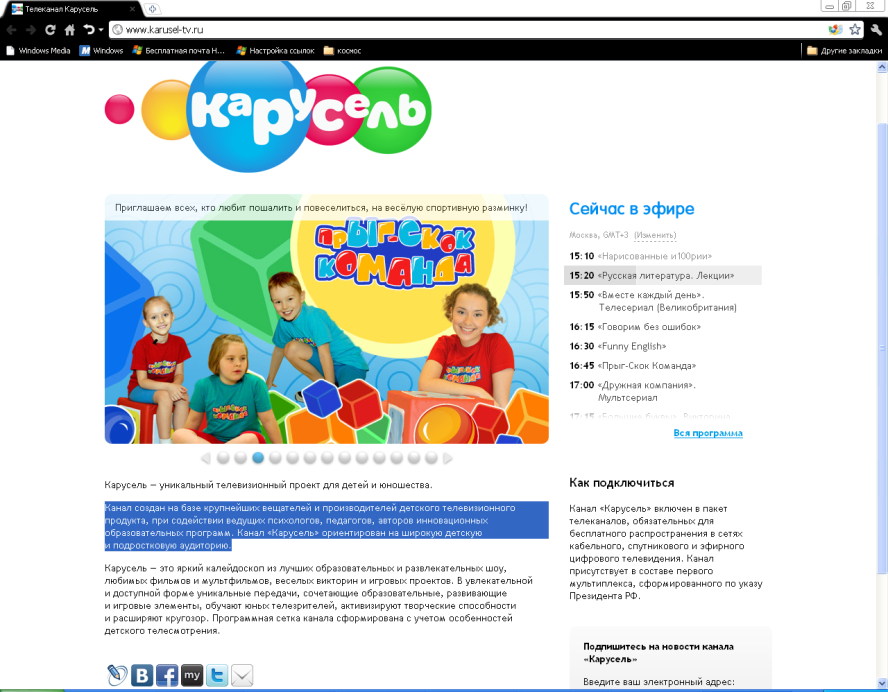 Телеканал Карусель
www.karusel-tv.ru
Windows Media
Windows
Бесплатная почта Н...
Настройка ссылок
космос
Другие закладки
Карусель
Приглашаем всех, кто любит пошалить и повеселиться, на весёлую спортивную разминку!
ПРЫГ-СКОК
КОМАНДА
Карусель — уникальный телевизионный проект для детей и юношества.
Канал создан на базе крупнейших вещателей и производителей детского телевизионного
продукта, при содействии ведущих психологов, педагогов, авторов инновационных
образовательных программ. Канал «Карусель» ориентирован на широкую детскую
и подростковую аудиторию.
Карусель — это яркий калейдоскоп из лучших образовательных и развлекательных шоу,
любимых фильмов и мультфильмов, веселых викторин и игровых проектов. В увлекательной
и доступной форме уникальные передачи, сочетающие образовательные, развивающие
и игровые элементы, обучают юных телезрителей, активизируют творческие способности
и расширяют кругозор. Программная сетка канала сформирована с учетом особенностей
детского телесмотрения.
В
f
my
t
Сейчас в эфире
Москва, GMT+3 (Изменить)
15:10 «Нарисованные и100рии»
15:20 «Русская литература. Лекции»
15:50 «Вместе каждый день».
Телесериал (Великобритания)
16:15 «Говорим без ошибок»
16:30 «Funny English»
16:45 «Прыг-Скок Команда»
17:00 «Дружная компания».
Мультсериал
17:15
Вся программа
Как подключиться
Канал «Карусель» включен в пакет
телеканалов, обязательных для
бесплатного распространения в сетях
кабельного, спутникового и эфирного
цифрового телевидения. Канал
присутствует в составе первого
мультиплекса, сформированного по указу
Президента РФ.
Подпишитесь на новости канала
«Карусель»
Введите ваш электронный адрес: